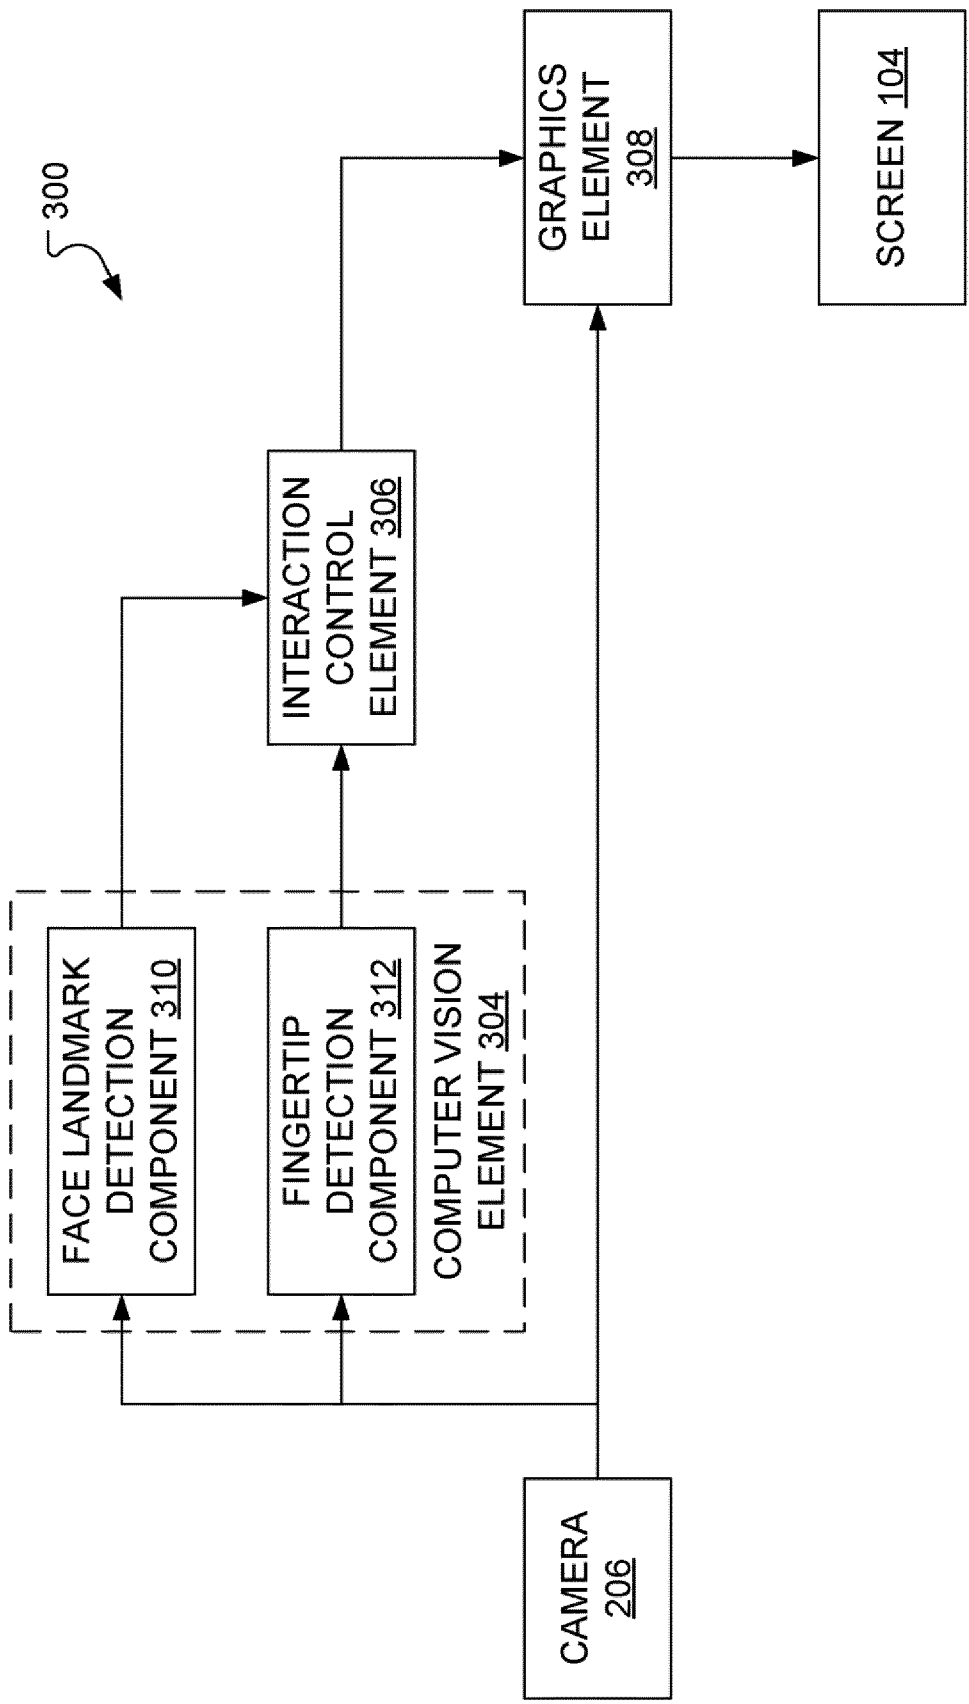 300
FACE LANDMARK
DETECTION
COMPONENT 310
FINGERTIP
DETECTION
COMPONENT 312
COMPUTER VISION
ELEMENT 304
INTERACTION
CONTROL
ELEMENT 306
CAMERA
206
GRAPHICS
ELEMENT
308
SCREEN 104